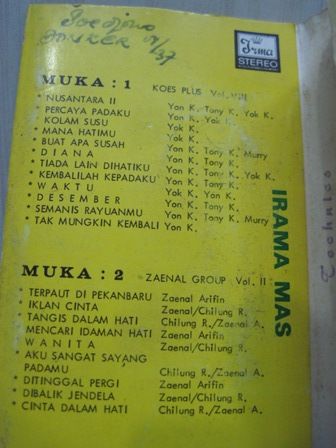 Soedjono
Irma
STEREO
MUKA : 1 KOES PLUS Vol. VIII
* NUSANTARA II Yon K. Tony K. Yok K.
* PERCAYA PADAKU Yon K. Yok K.
* KOLAM SUSU Yok K.
* MANA HATIMU Yok K.
* BUAT APA SUSAH Yon K. Tony K. Murry
* D I A N A Yon K. Tony K.
* TIADA LAIN DIHATIKU Yon K. Tony K. Yok K.
* KEMBALILAH KEPADAKU Yon K. Tony K.
* W A K T U Yok K. Yon K.
* D E S E M B E R Yon K. Tony K.
* SEMANIS RAYUANMU Yon K. Tony K. Murry
* TAK MUNGKIN KEMBALI Yon K.
IRAMA MAS
MUKA : 2 ZAENAL GROUP Vol. II
* TERPAUT DI PEKANBARU Zaenal Arifin
* IKLAN CINTA Zaenal/Chilung R.
* TANGIS DALAM HATI Chilung R./Zaenal A.
* MENCARI IDAMAN HATI Zaenal Arifin
* W A N I T A Zaenal/Chilung R.
* AKU SANGAT SAYANG
PADAMU Chilung R./Zaenal A.
* DITINGGAL PERGI Zaenal Arifin
* DIBALIK JENDELA Zaenal/Chilung R.
* CINTA DALAM HATI Chilung R./Zaenal A.